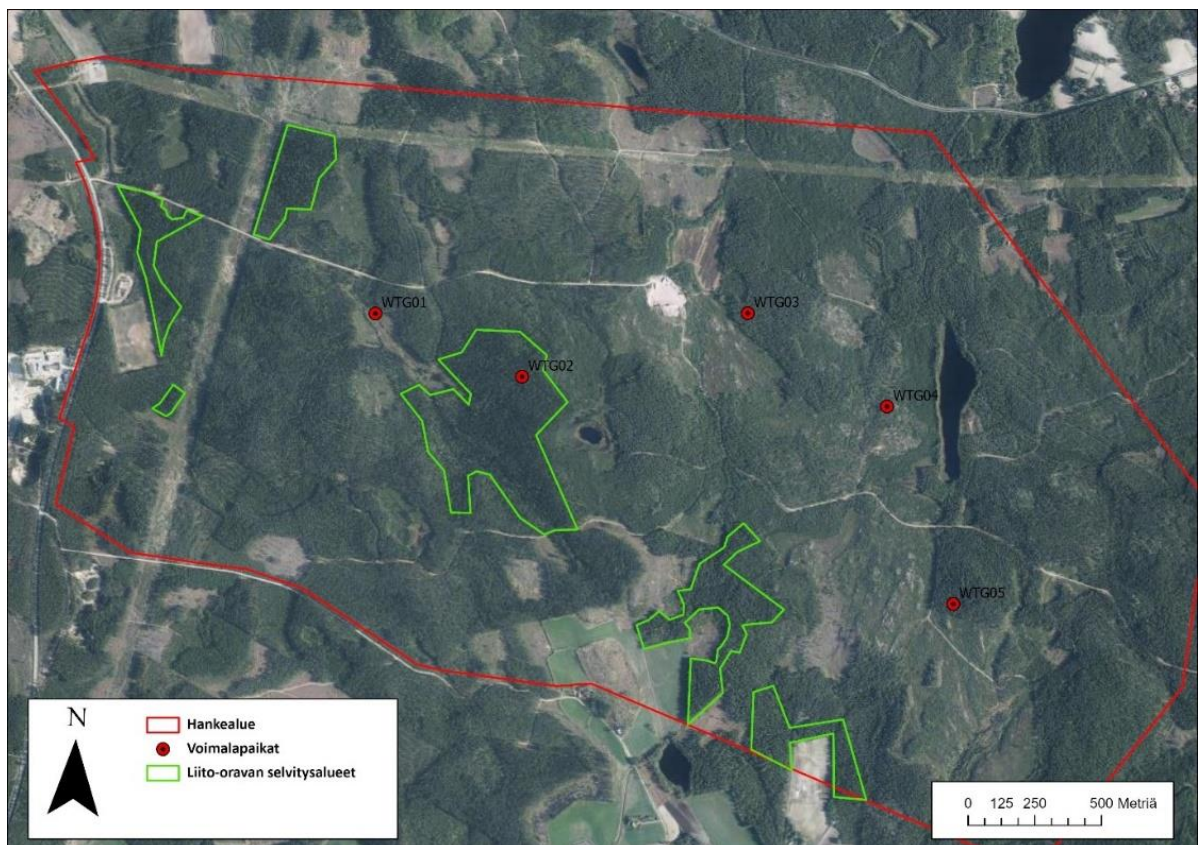 WTG01
WTG03
WTG02
WTG04
WTG05
N
Hankealue
Voimalapaikat
Liito-oravan selvitysalueet
0 125 250 500 Metriä